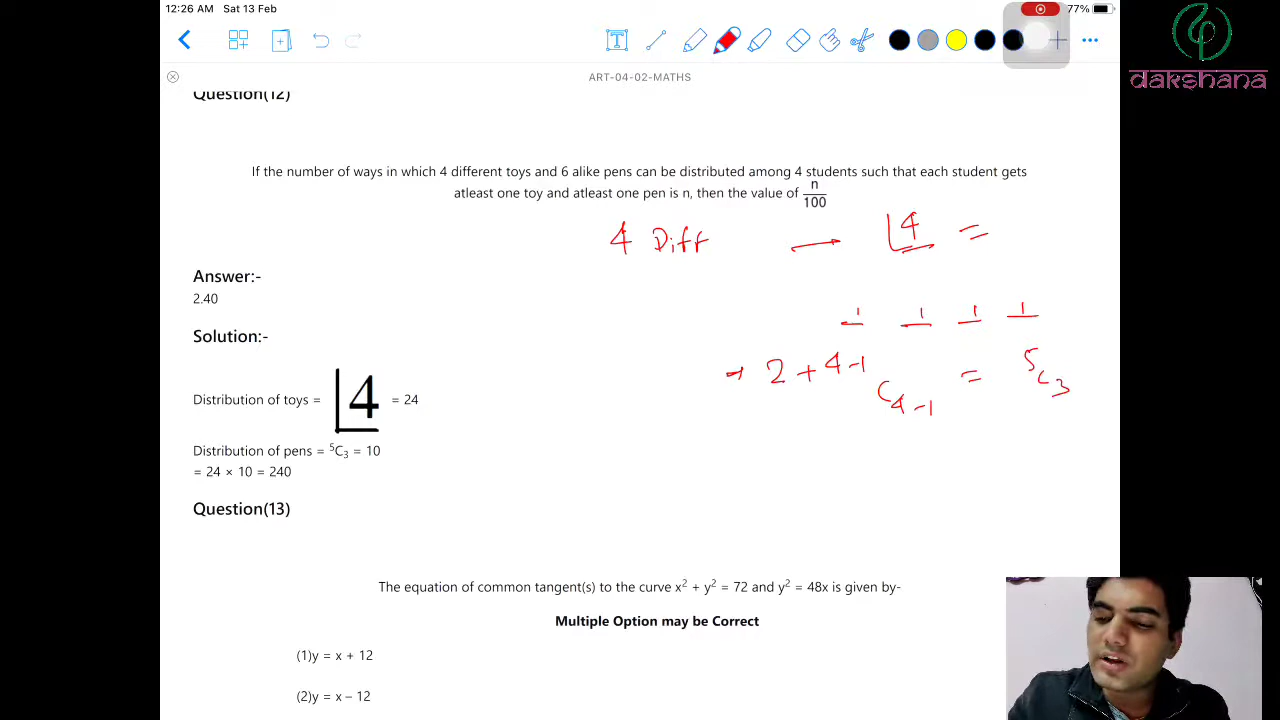 12:26 AM Sat 13 Feb
77%
dakshana
ART-04-02-MATHS
Question(12)
If the number of ways in which 4 different toys and 6 alike pens can be distributed among 4 students such that each student gets
atleast one toy and atleast one pen is n, then the value of n/100
4 Diff → |4 =
Answer:-
2.40
1 1 1 1
Solution:-
→ 2 + 4 - 1 C 4 - 1 = ⁵C₃
Distribution of toys = |4 = 24
Distribution of pens = ⁵C₃ = 10
= 24 × 10 = 240
Question(13)
The equation of common tangent(s) to the curve x² + y² = 72 and y² = 48x is given by-
Multiple Option may be Correct
(1)y = x + 12
(2)y = x – 12